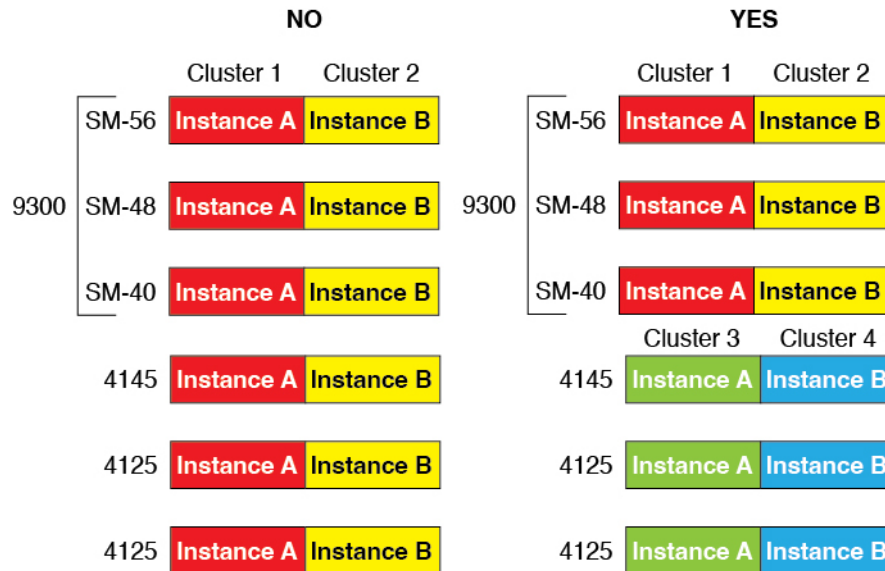 NO
Cluster 1 Cluster 2
SM-56 Instance A Instance B
9300 SM-48 Instance A Instance B
SM-40 Instance A Instance B
4145 Instance A Instance B
4125 Instance A Instance B
4125 Instance A Instance B
YES
Cluster 1 Cluster 2
SM-56 Instance A Instance B
9300 SM-48 Instance A Instance B
SM-40 Instance A Instance B
Cluster 3 Cluster 4
4145 Instance A Instance B
4125 Instance A Instance B
4125 Instance A Instance B